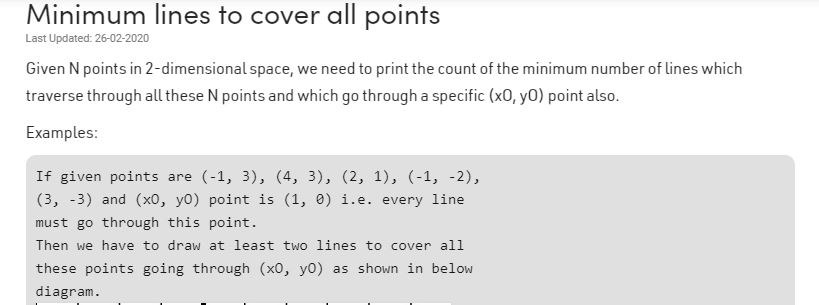 Minimum lines to cover all points
Last Updated: 26-02-2020
Given N points in 2-dimensional space, we need to print the count of the minimum number of lines which
traverse through all these N points and which go through a specific (xO, yO) point also.
Examples:
If given points are (-1, 3), (4, 3), (2, 1), (-1, -2),
(3, -3) and (x0, y0) point is (1, 0) i.e. every line
must go through this point.
Then we have to draw at least two lines to cover all
these points going through (x0, y0) as shown in below
diagram.